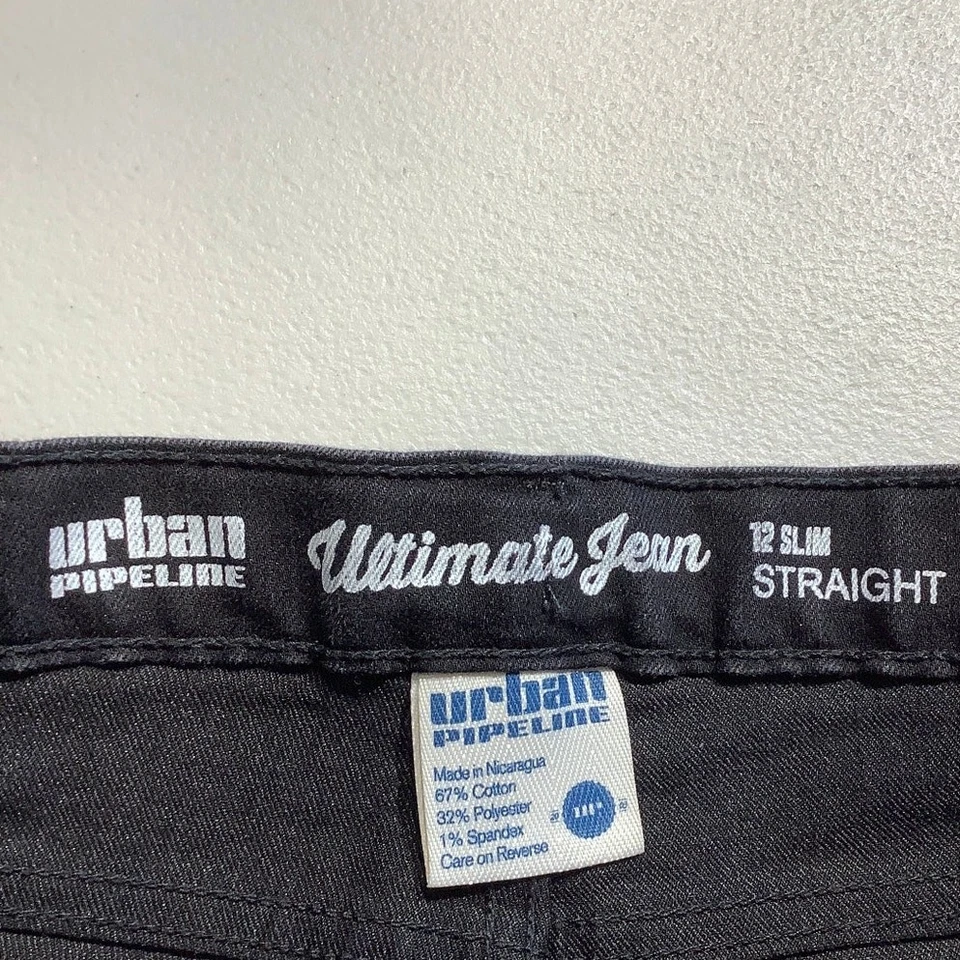 urban
PIPELINE
Ultimate Jean
12 SLIM
STRAIGHT
urban
PIPELINE
Made in Nicaragua
67% Cotton
32% Polyester
1% Spandex
Care on Reverse